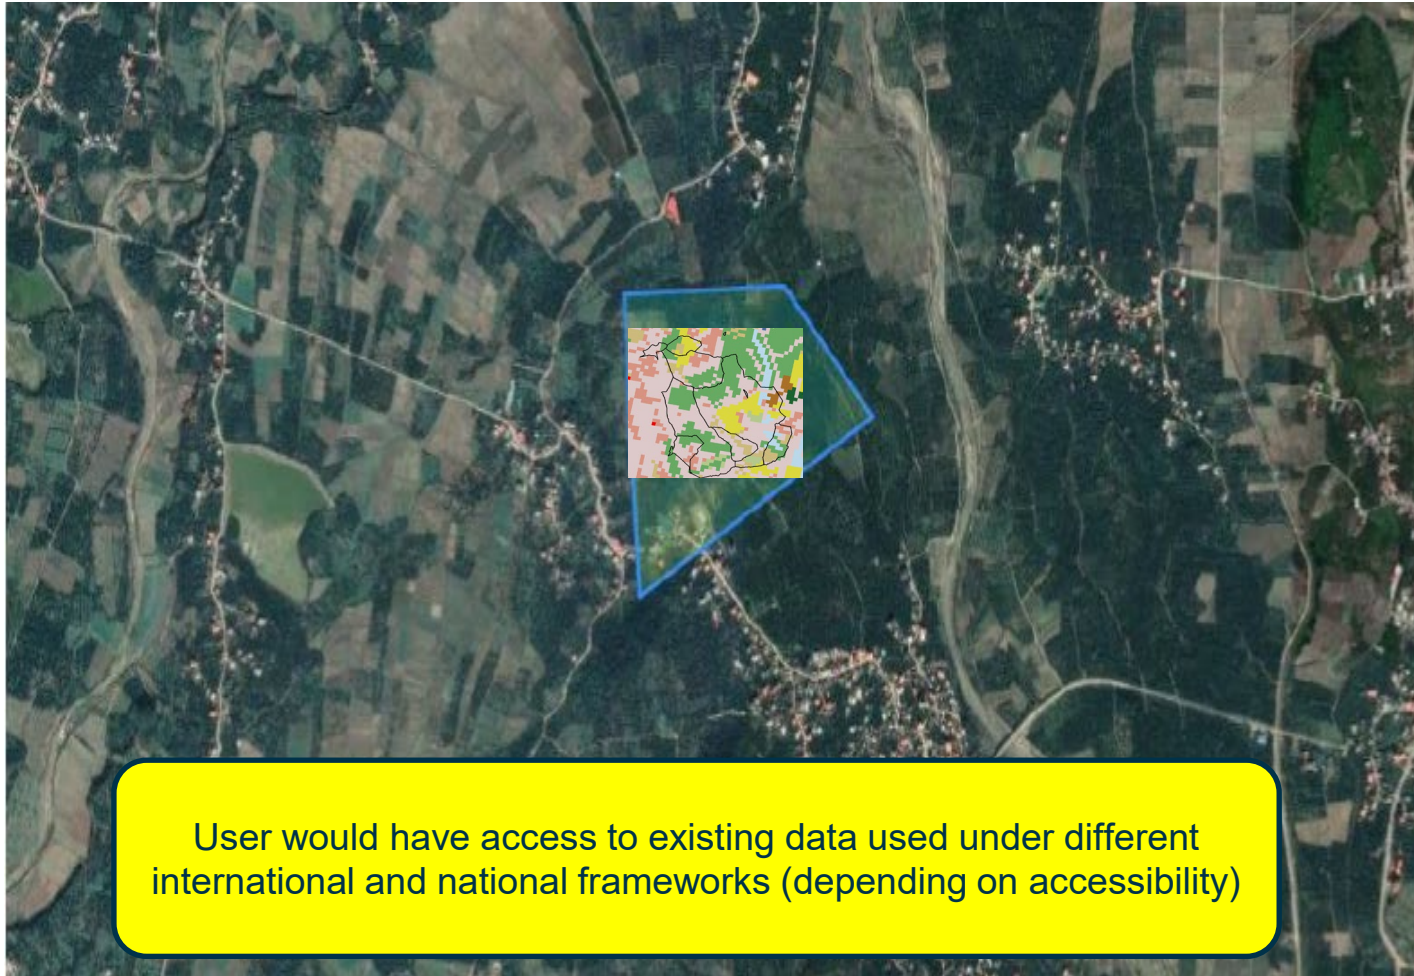 User would have access to existing data used under different
international and national frameworks (depending on accessibility)